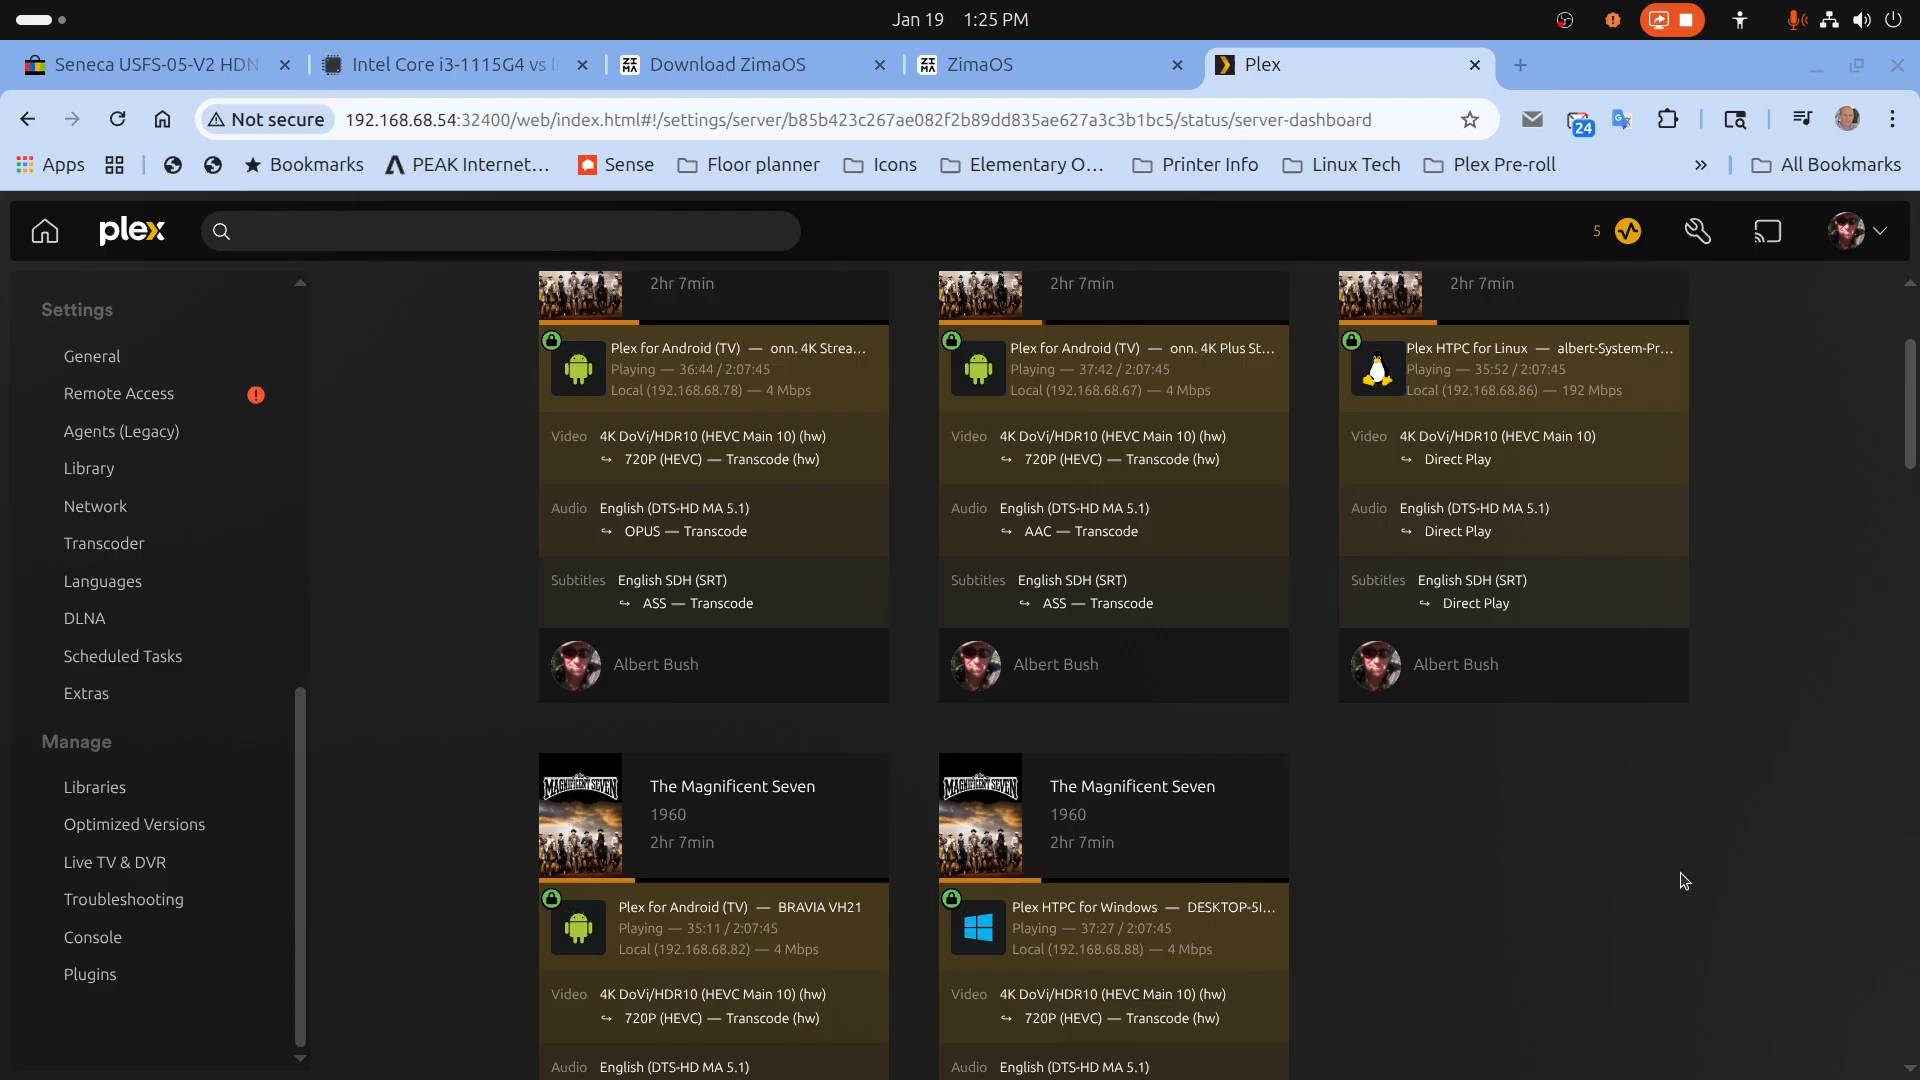 Jan 19 1:25 PM
Seneca USFS-05-V2 HDN
Intel Core i3-1115G4 vs I
ZIMA Download ZimaOS
ZIMA ZimaOS
Plex
Not secure
192.168.68.54:32400/web/index.html#!/settings/server/b85b423c267ae082f2b89dd835ae627a3c3b1bc5/status/server-dashboard
24
Apps
Bookmarks
PEAK Internet...
Sense
Floor planner
Icons
Elementary O...
Printer Info
Linux Tech
Plex Pre-roll
»
All Bookmarks
plex
5
Settings
General
Remote Access
Agents (Legacy)
Library
Network
Transcoder
Languages
DLNA
Scheduled Tasks
Extras
Manage
Libraries
Optimized Versions
Live TV & DVR
Troubleshooting
Console
Plugins
2hr 7min
Plex for Android (TV) — onn. 4K Strea...
Playing — 36:44 / 2:07:45
Local (192.168.68.78) — 4 Mbps
Video 4K DoVi/HDR10 (HEVC Main 10) (hw)
↪ 720P (HEVC) — Transcode (hw)
Audio English (DTS-HD MA 5.1)
↪ OPUS — Transcode
Subtitles English SDH (SRT)
↪ ASS — Transcode
Albert Bush
2hr 7min
Plex for Android (TV) — onn. 4K Plus St...
Playing — 37:42 / 2:07:45
Local (192.168.68.67) — 4 Mbps
Video 4K DoVi/HDR10 (HEVC Main 10) (hw)
↪ 720P (HEVC) — Transcode (hw)
Audio English (DTS-HD MA 5.1)
↪ AAC — Transcode
Subtitles English SDH (SRT)
↪ ASS — Transcode
Albert Bush
2hr 7min
Plex HTPC for Linux — albert-System-Pr...
Playing — 35:52 / 2:07:45
Local (192.168.68.86) — 192 Mbps
Video 4K DoVi/HDR10 (HEVC Main 10)
↪ Direct Play
Audio English (DTS-HD MA 5.1)
↪ Direct Play
Subtitles English SDH (SRT)
↪ Direct Play
Albert Bush
MAGNIFICENT SEVEN
The Magnificent Seven
1960
2hr 7min
Plex for Android (TV) — BRAVIA VH21
Playing — 35:11 / 2:07:45
Local (192.168.68.82) — 4 Mbps
Video 4K DoVi/HDR10 (HEVC Main 10) (hw)
↪ 720P (HEVC) — Transcode (hw)
Audio English (DTS-HD MA 5.1)
MAGNIFICENT SEVEN
The Magnificent Seven
1960
2hr 7min
Plex HTPC for Windows — DESKTOP-5I...
Playing — 37:27 / 2:07:45
Local (192.168.68.88) — 4 Mbps
Video 4K DoVi/HDR10 (HEVC Main 10) (hw)
↪ 720P (HEVC) — Transcode (hw)
Audio English (DTS-HD MA 5.1)